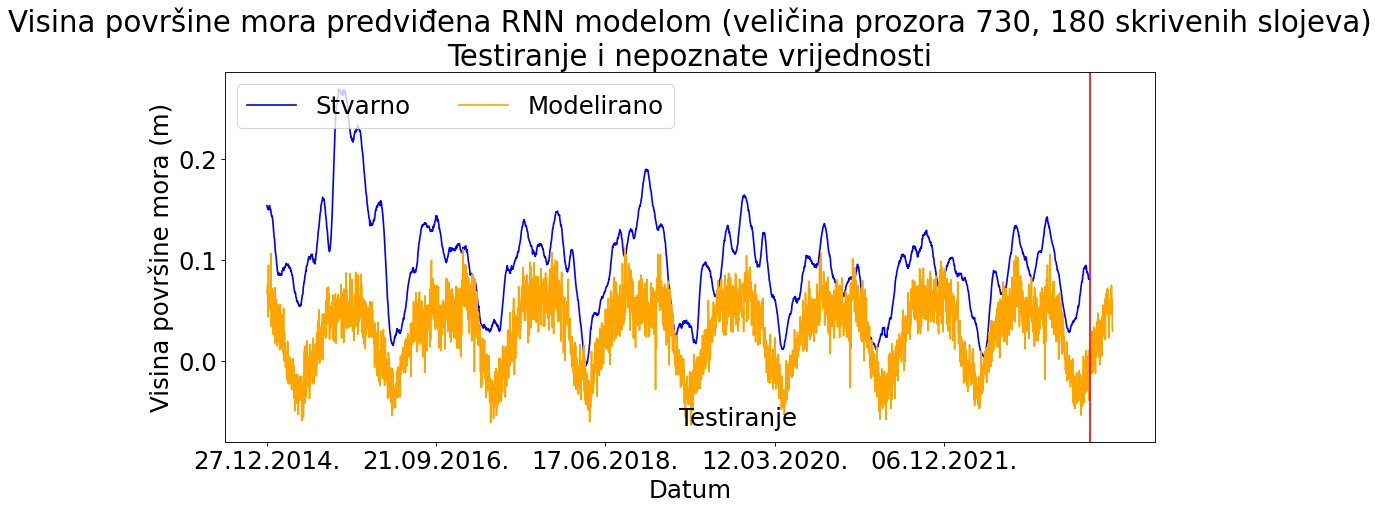 Visina površine mora predviđena RNN modelom (veličina prozora 730, 180 skrivenih slojeva)
Testiranje i nepoznate vrijednosti
Stvarno Modelirano
Visina površine mora (m)
0.2
0.1
0.0
Testiranje
27.12.2014. 21.09.2016. 17.06.2018. 12.03.2020. 06.12.2021.
Datum